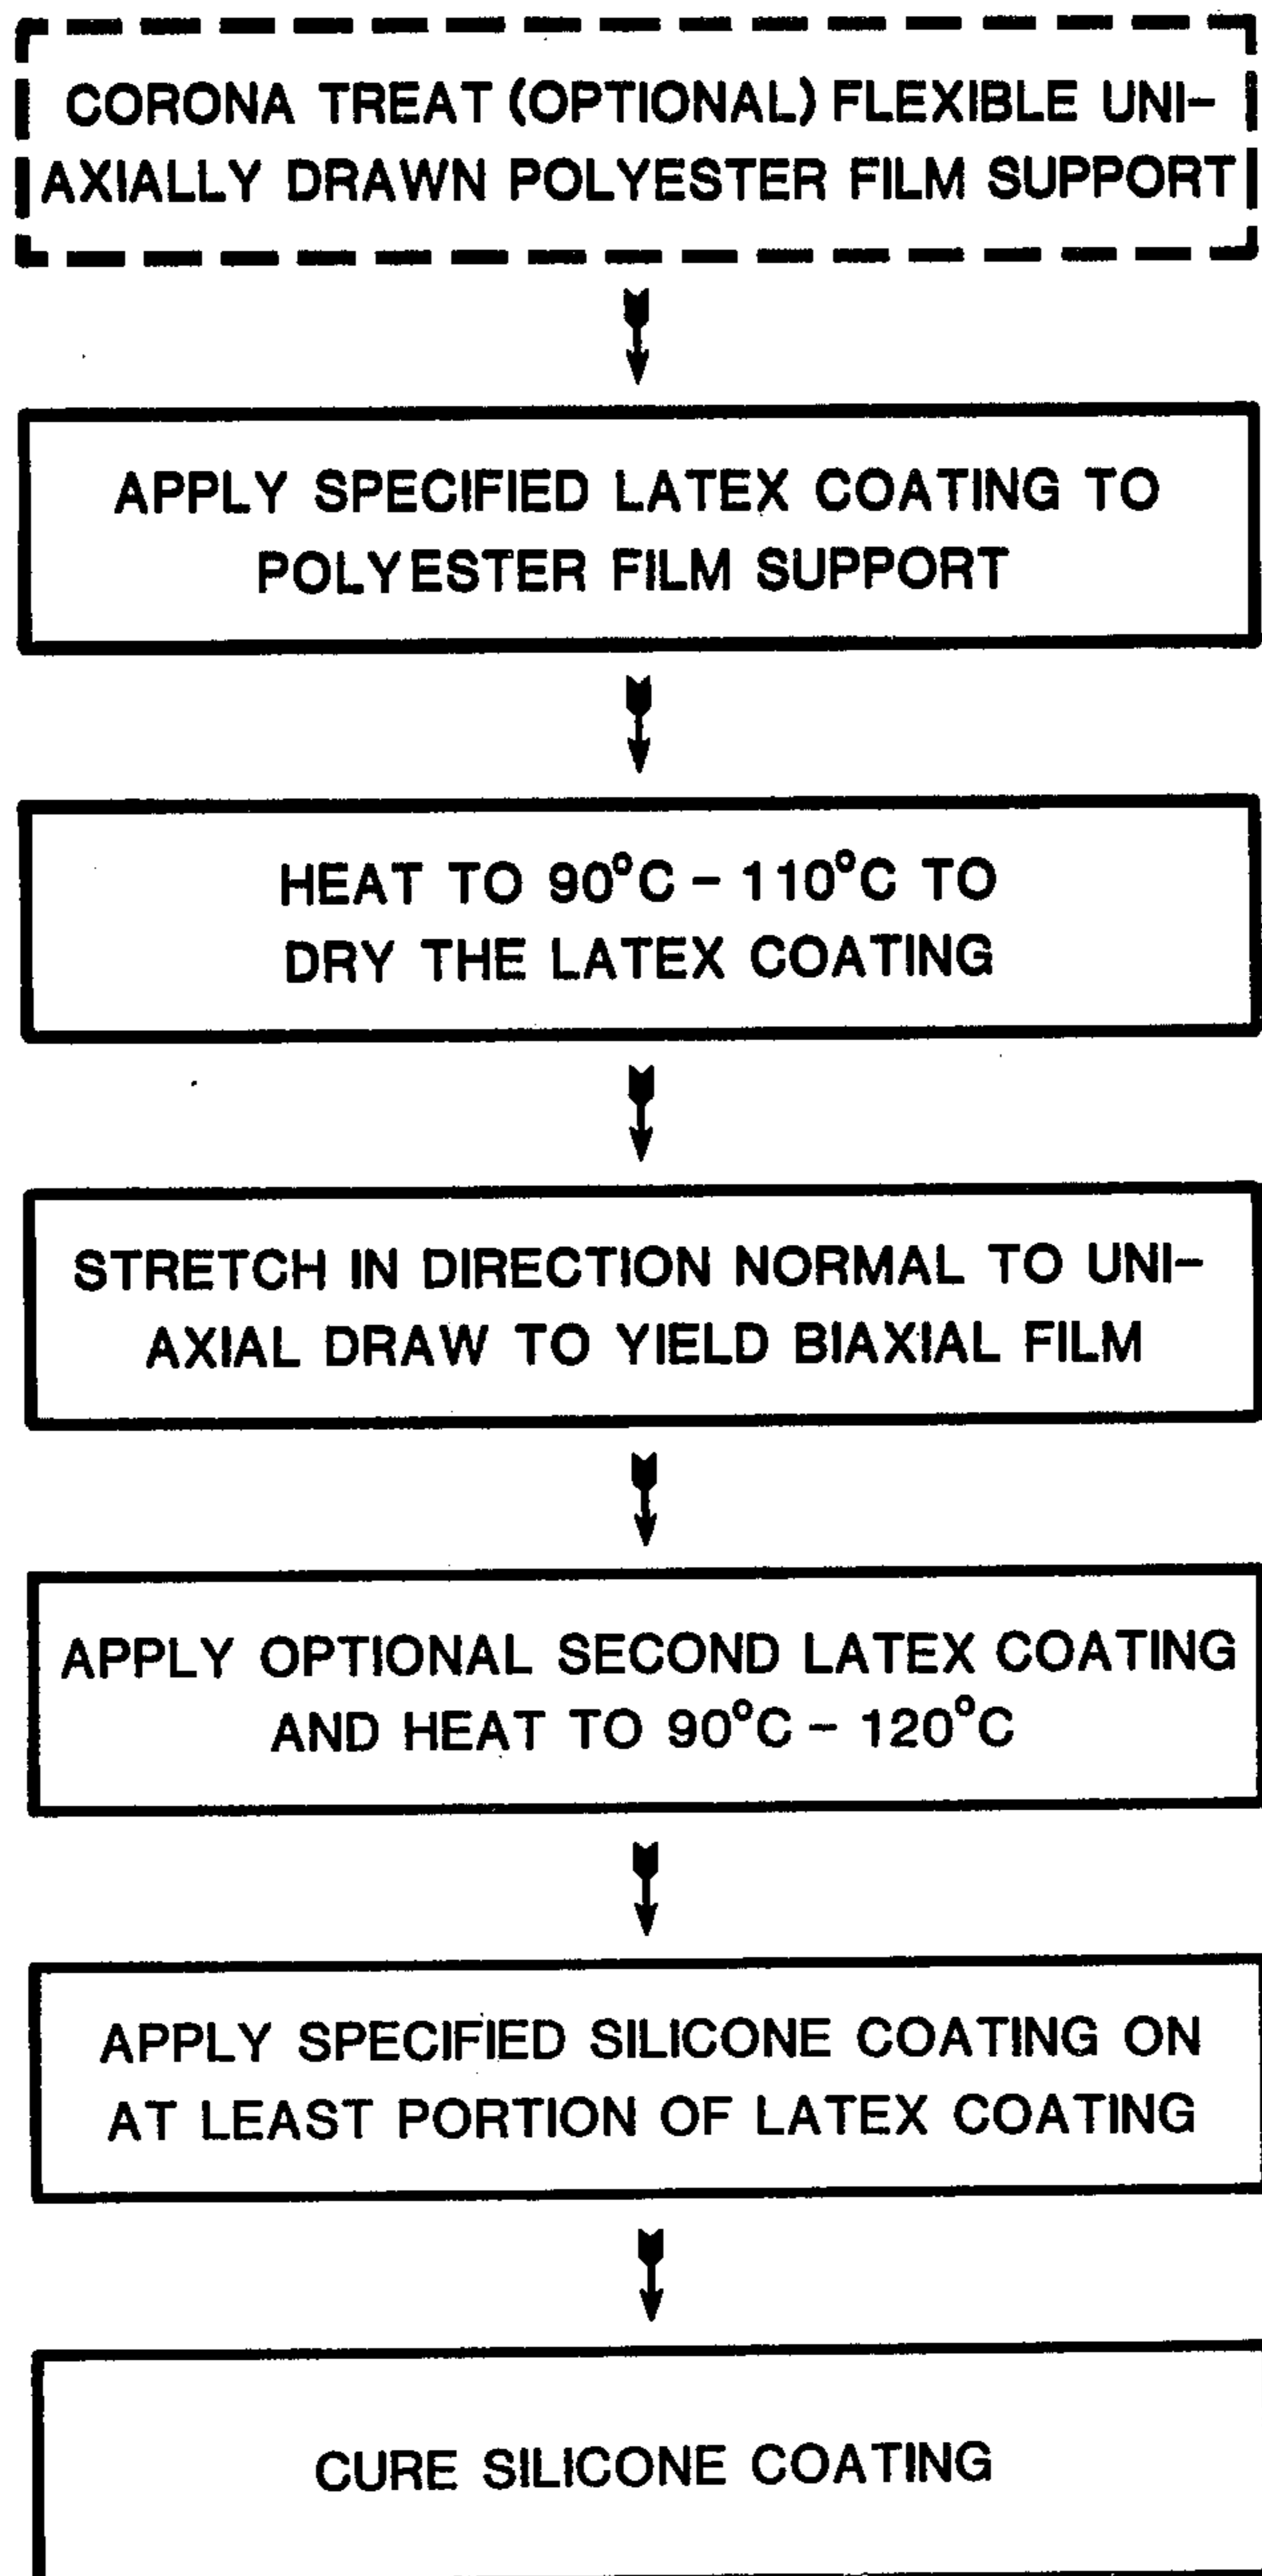 CORONA TREAT (OPTIONAL) FLEXIBLE UNI-
AXIALLY DRAWN POLYESTER FILM SUPPORT
APPLY SPECIFIED LATEX COATING TO
POLYESTER FILM SUPPORT
HEAT TO 90°C - 110°C TO
DRY THE LATEX COATING
STRETCH IN DIRECTION NORMAL TO UNI-
AXIAL DRAW TO YIELD BIAXIAL FILM
APPLY OPTIONAL SECOND LATEX COATING
AND HEAT TO 90°C - 120°C
APPLY SPECIFIED SILICONE COATING ON
AT LEAST PORTION OF LATEX COATING
CURE SILICONE COATING